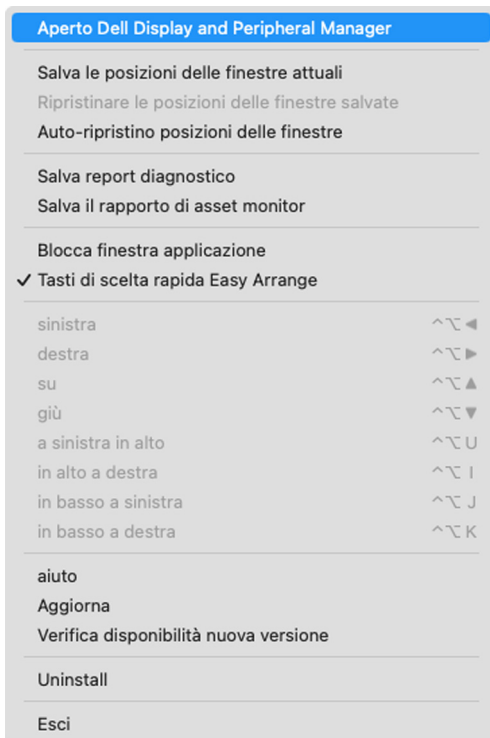 Aperto Dell Display and Peripheral Manager
Salva le posizioni delle finestre attuali
Ripristinare le posizioni delle finestre salvate
Auto-ripristino posizioni delle finestre
Salva report diagnostico
Salva il rapporto di asset monitor
Blocca finestra applicazione
✓ Tasti di scelta rapida Easy Arrange
sinistra ^⌥◀
destra ^⌥▶
su ^⌥▲
giù ^⌥▼
a sinistra in alto ^⌥U
in alto a destra ^⌥I
in basso a sinistra ^⌥J
in basso a destra ^⌥K
aiuto
Aggiorna
Verifica disponibilità nuova versione
Uninstall
Esci